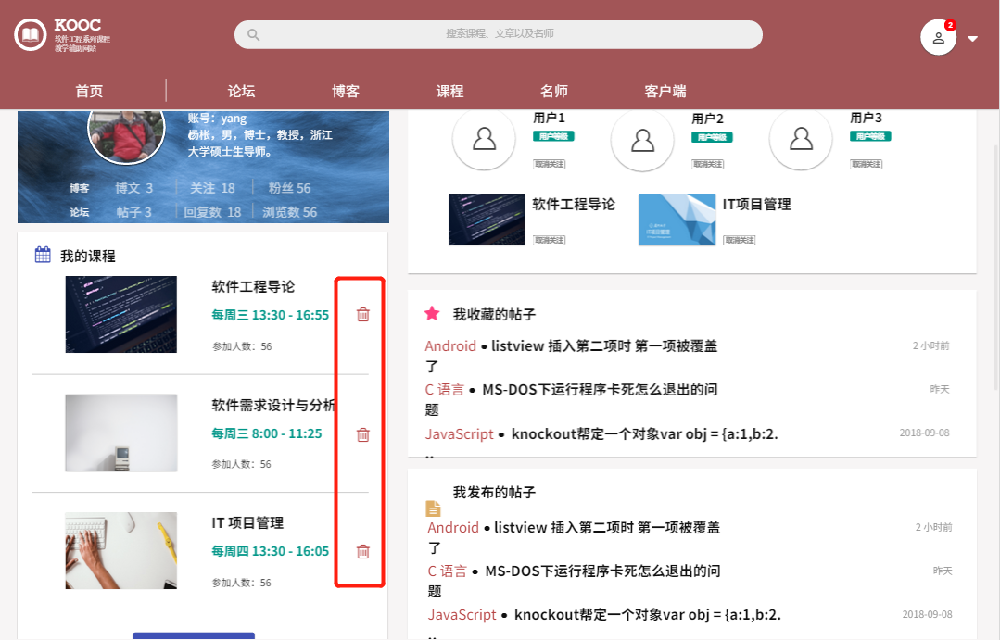 KOOC
软件工程系列课程
教学辅助网站
搜索课程、文章以及名师
2
首页
论坛
博客
课程
名师
客户端
账号：yang
杨枨，男，博士，教授，浙江
大学硕士生导师。
博客 博文 3 关注 18 粉丝 56
论坛 帖子 3 回复数 18 浏览数 56
我的课程
软件工程导论
每周三 13:30 - 16:55
参加人数：56
软件需求设计与分析
每周三 8:00 - 11:25
参加人数：56
IT 项目管理
每周四 13:30 - 16:05
参加人数：56
用户1
用户等级
取消关注
用户2
用户等级
取消关注
用户3
用户等级
取消关注
软件工程导论
取消关注
IT项目管理
取消关注
我收藏的帖子
Android ● listview 插入第二项时 第一项被覆盖 2 小时前
了
C 语言 ● MS-DOS下运行程序卡死怎么退出的问 昨天
题
JavaScript ● knockout帮定一个对象var obj = {a:1,b:2. 2018-09-08
..
我发布的帖子
Android ● listview 插入第二项时 第一项被覆盖 2 小时前
了
C 语言 ● MS-DOS下运行程序卡死怎么退出的问 昨天
题
JavaScript ● knockout帮定一个对象var obj = {a:1,b:2. 2018-09-08
..